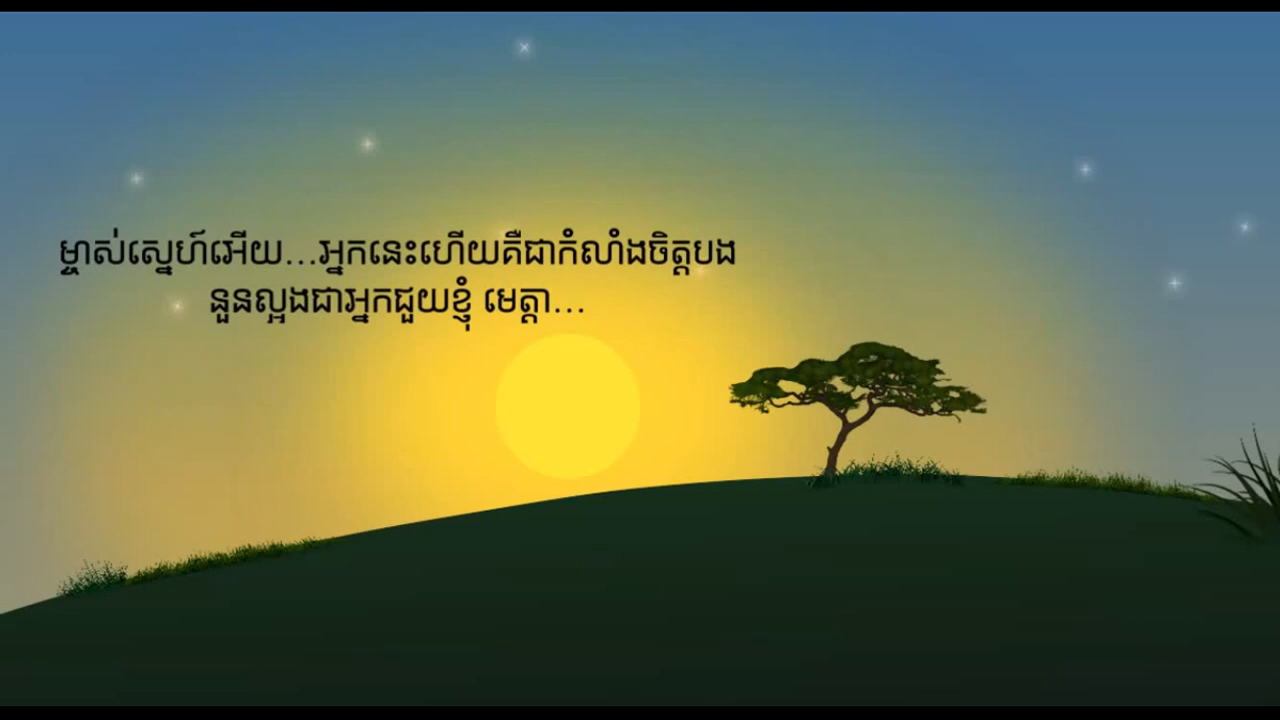 ម្ចាស់ស្នេហ៍អើយ...អ្នកនេះហើយគឺជាកំលាំងចិត្តបង
នួនល្អងជាអ្នកជួយខ្ញុំ មេត្តា...